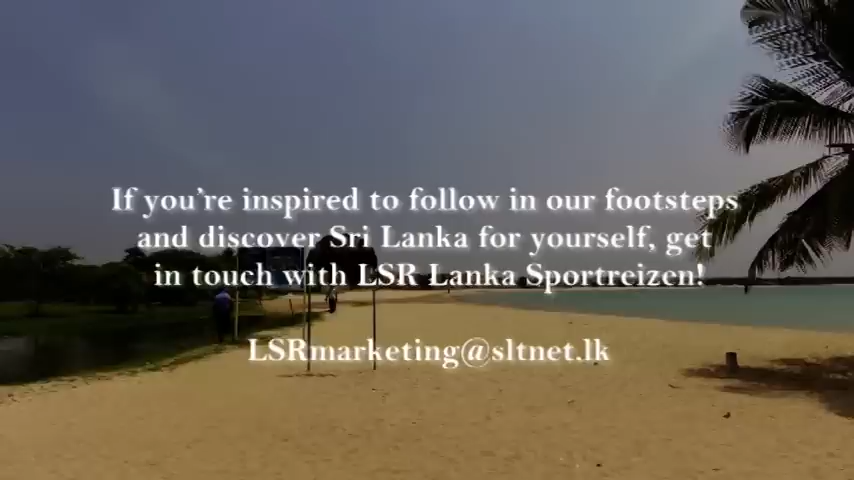 If you're inspired to follow in our footsteps
and discover Sri Lanka for yourself, get
in touch with LSR Lanka Sportreizen!
LSRmarketing@sltnet.lk